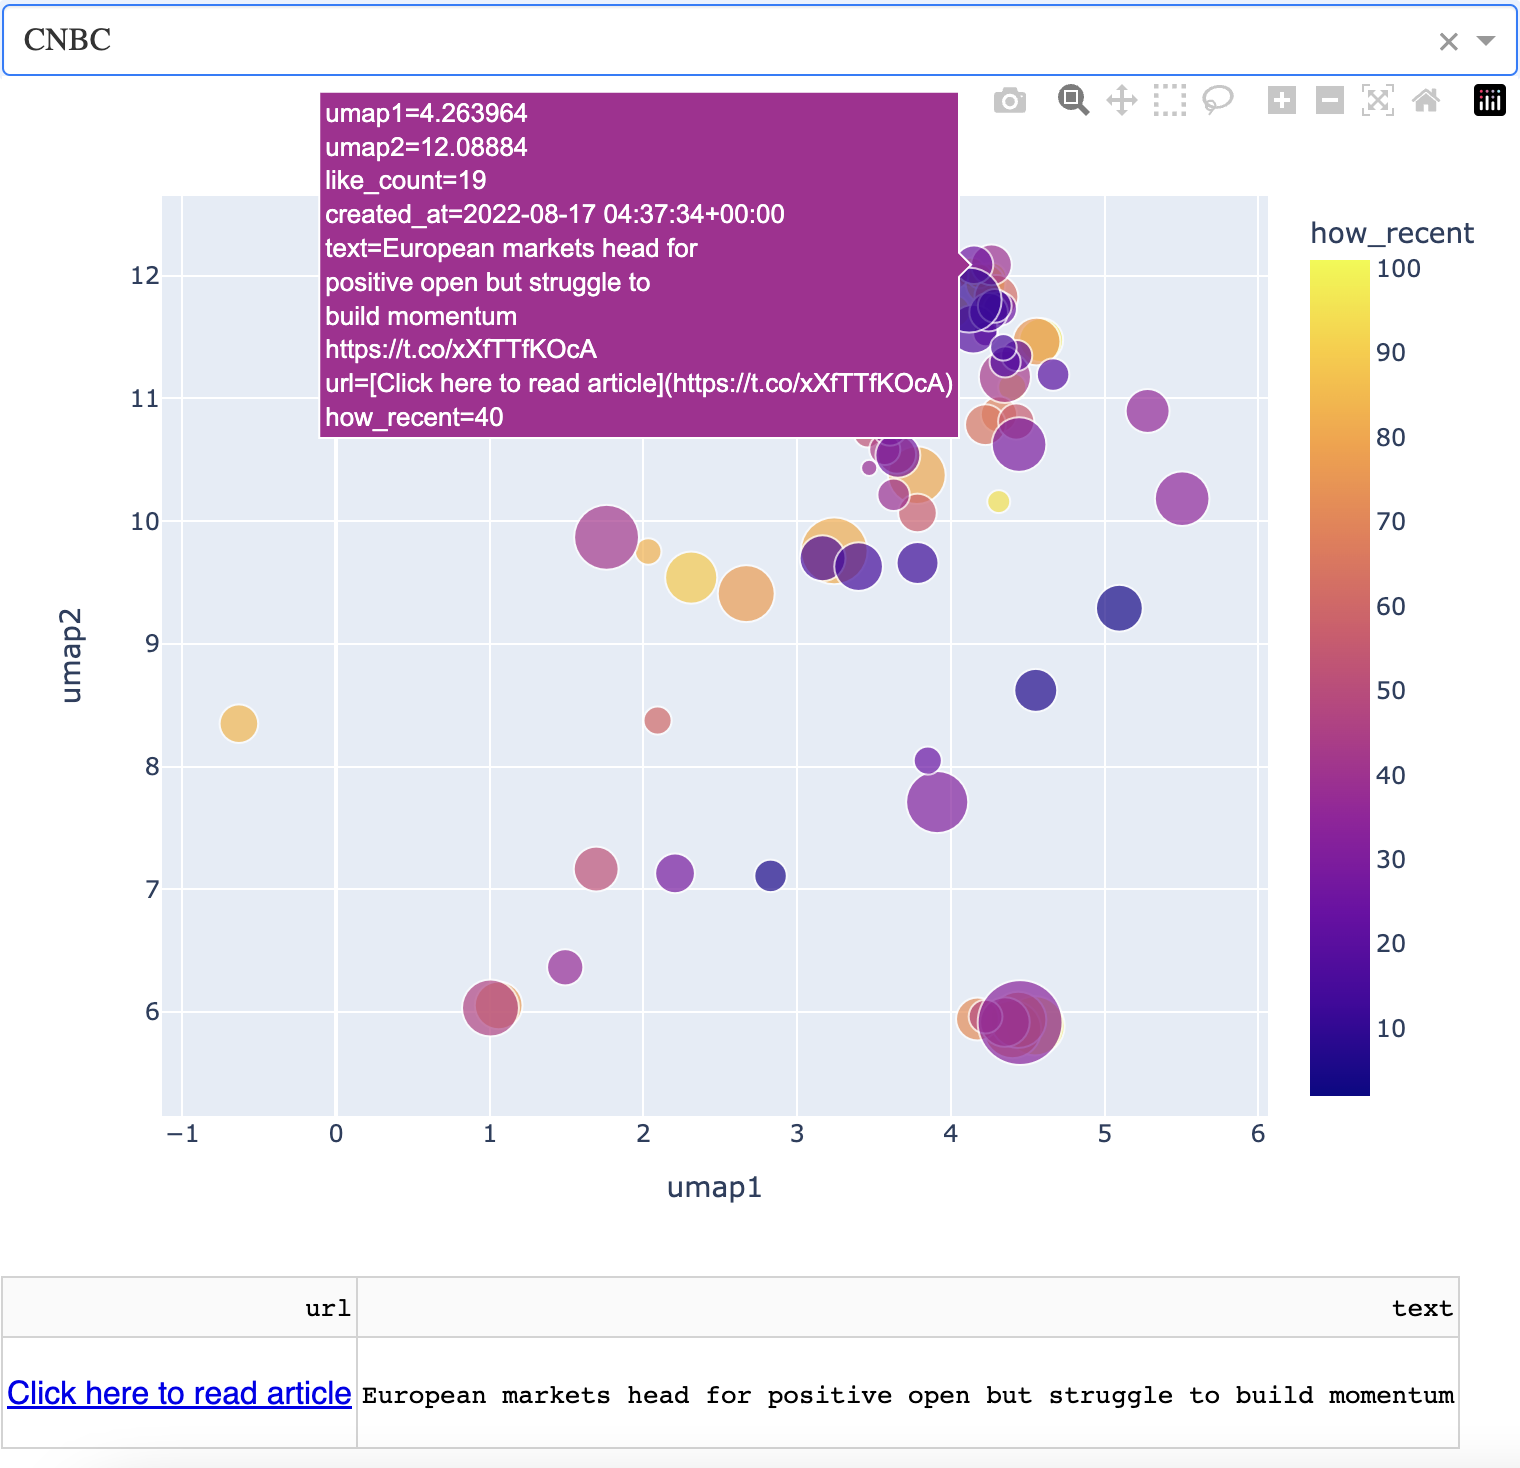 CNBC
umap1=4.263964
umap2=12.08884
like_count=19
created_at=2022-08-17 04:37:34+00:00
text=European markets head for
positive open but struggle to
build momentum
https://t.co/xXfTTfKOcA
url=[Click here to read article](https://t.co/xXfTTfKOcA)
how_recent=40
how_recent
100
90
80
70
60
50
40
30
20
10
12
11
10
9
8
7
6
umap2
−1 0 1 2 3 4 5 6
umap1
url text
Click here to read article European markets head for positive open but struggle to build momentum